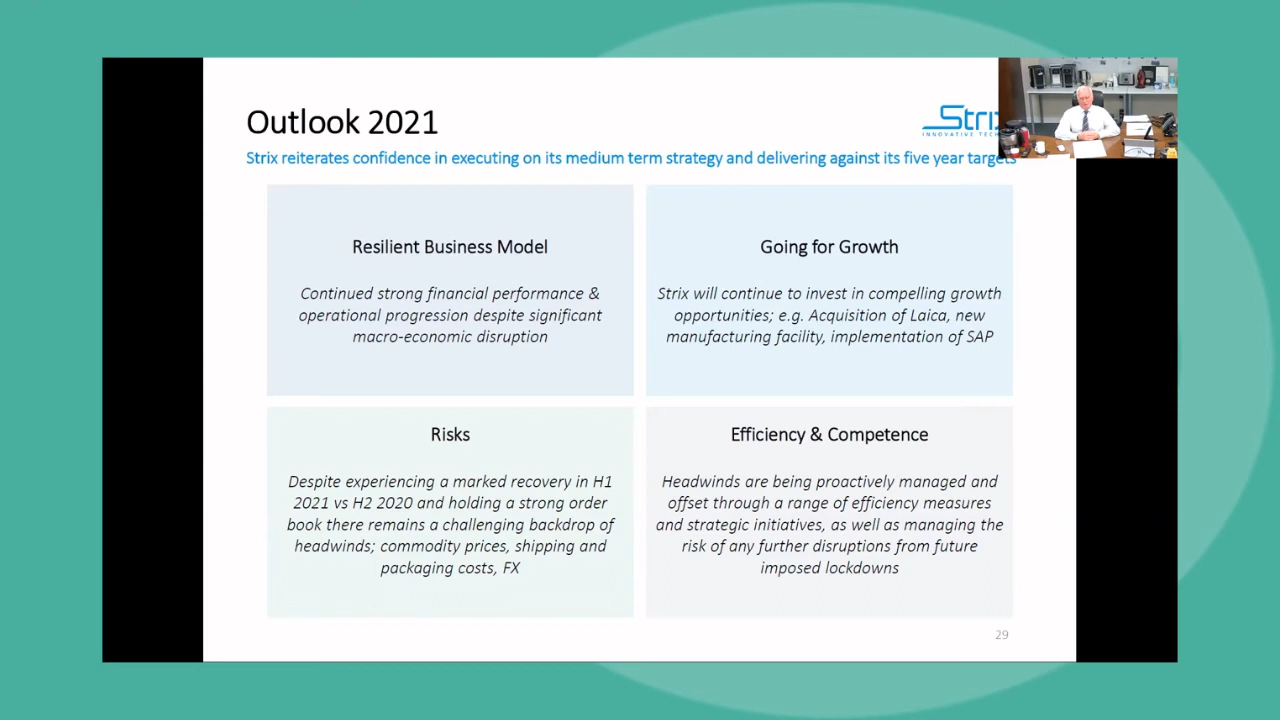 Outlook 2021
Strix
INNOVATIVE
Strix reiterates confidence in executing on its medium term strategy and delivering against its five year targets
Resilient Business Model
Continued strong financial performance &
operational progression despite significant
macro-economic disruption
Going for Growth
Strix will continue to invest in compelling growth
opportunities; e.g. Acquisition of Laica, new
manufacturing facility, implementation of SAP
Risks
Despite experiencing a marked recovery in H1
2021 vs H2 2020 and holding a strong order
book there remains a challenging backdrop of
headwinds; commodity prices, shipping and
packaging costs, FX
Efficiency & Competence
Headwinds are being proactively managed and
offset through a range of efficiency measures
and strategic initiatives, as well as managing the
risk of any further disruptions from future
imposed lockdowns
29